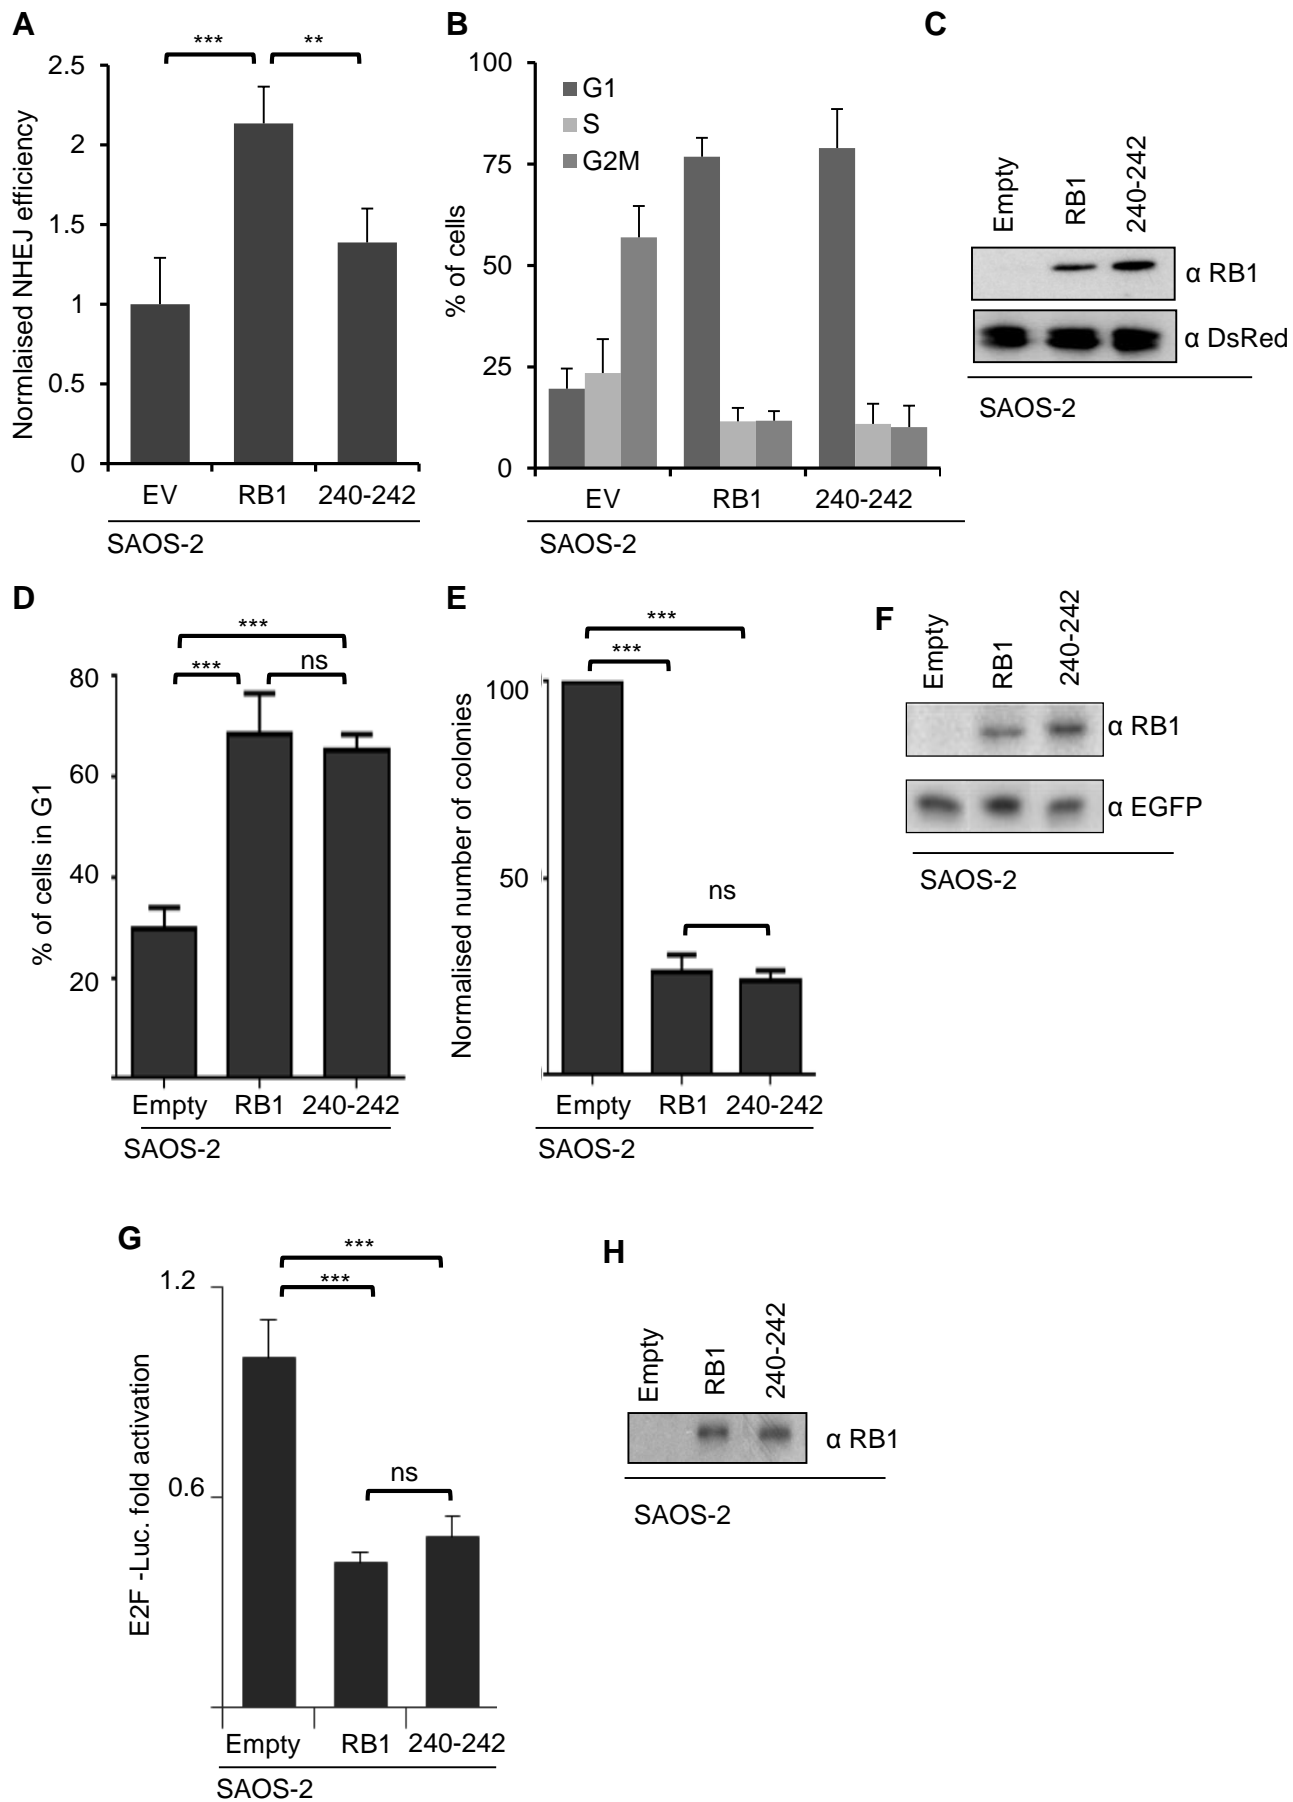 A
***
**
2.5
2
1.5
1
0.5
0
Normlaised NHEJ efficiency
EV
RB1
240-242
SAOS-2
B
100
75
50
25
0
% of cells
G1
S
G2M
EV
RB1
240-242
SAOS-2
C
Empty
RB1
240-242
α RB1
α DsRed
SAOS-2
D
***
***
ns
80
60
40
20
% of cells in G1
Empty
RB1
240-242
SAOS-2
E
***
***
ns
100
50
Normalised number of colonies
Empty
RB1
240-242
SAOS-2
F
Empty
RB1
240-242
α RB1
α EGFP
SAOS-2
G
***
***
ns
1.2
0.6
E2F -Luc. fold activation
Empty
RB1
240-242
SAOS-2
H
Empty
RB1
240-242
α RB1
SAOS-2